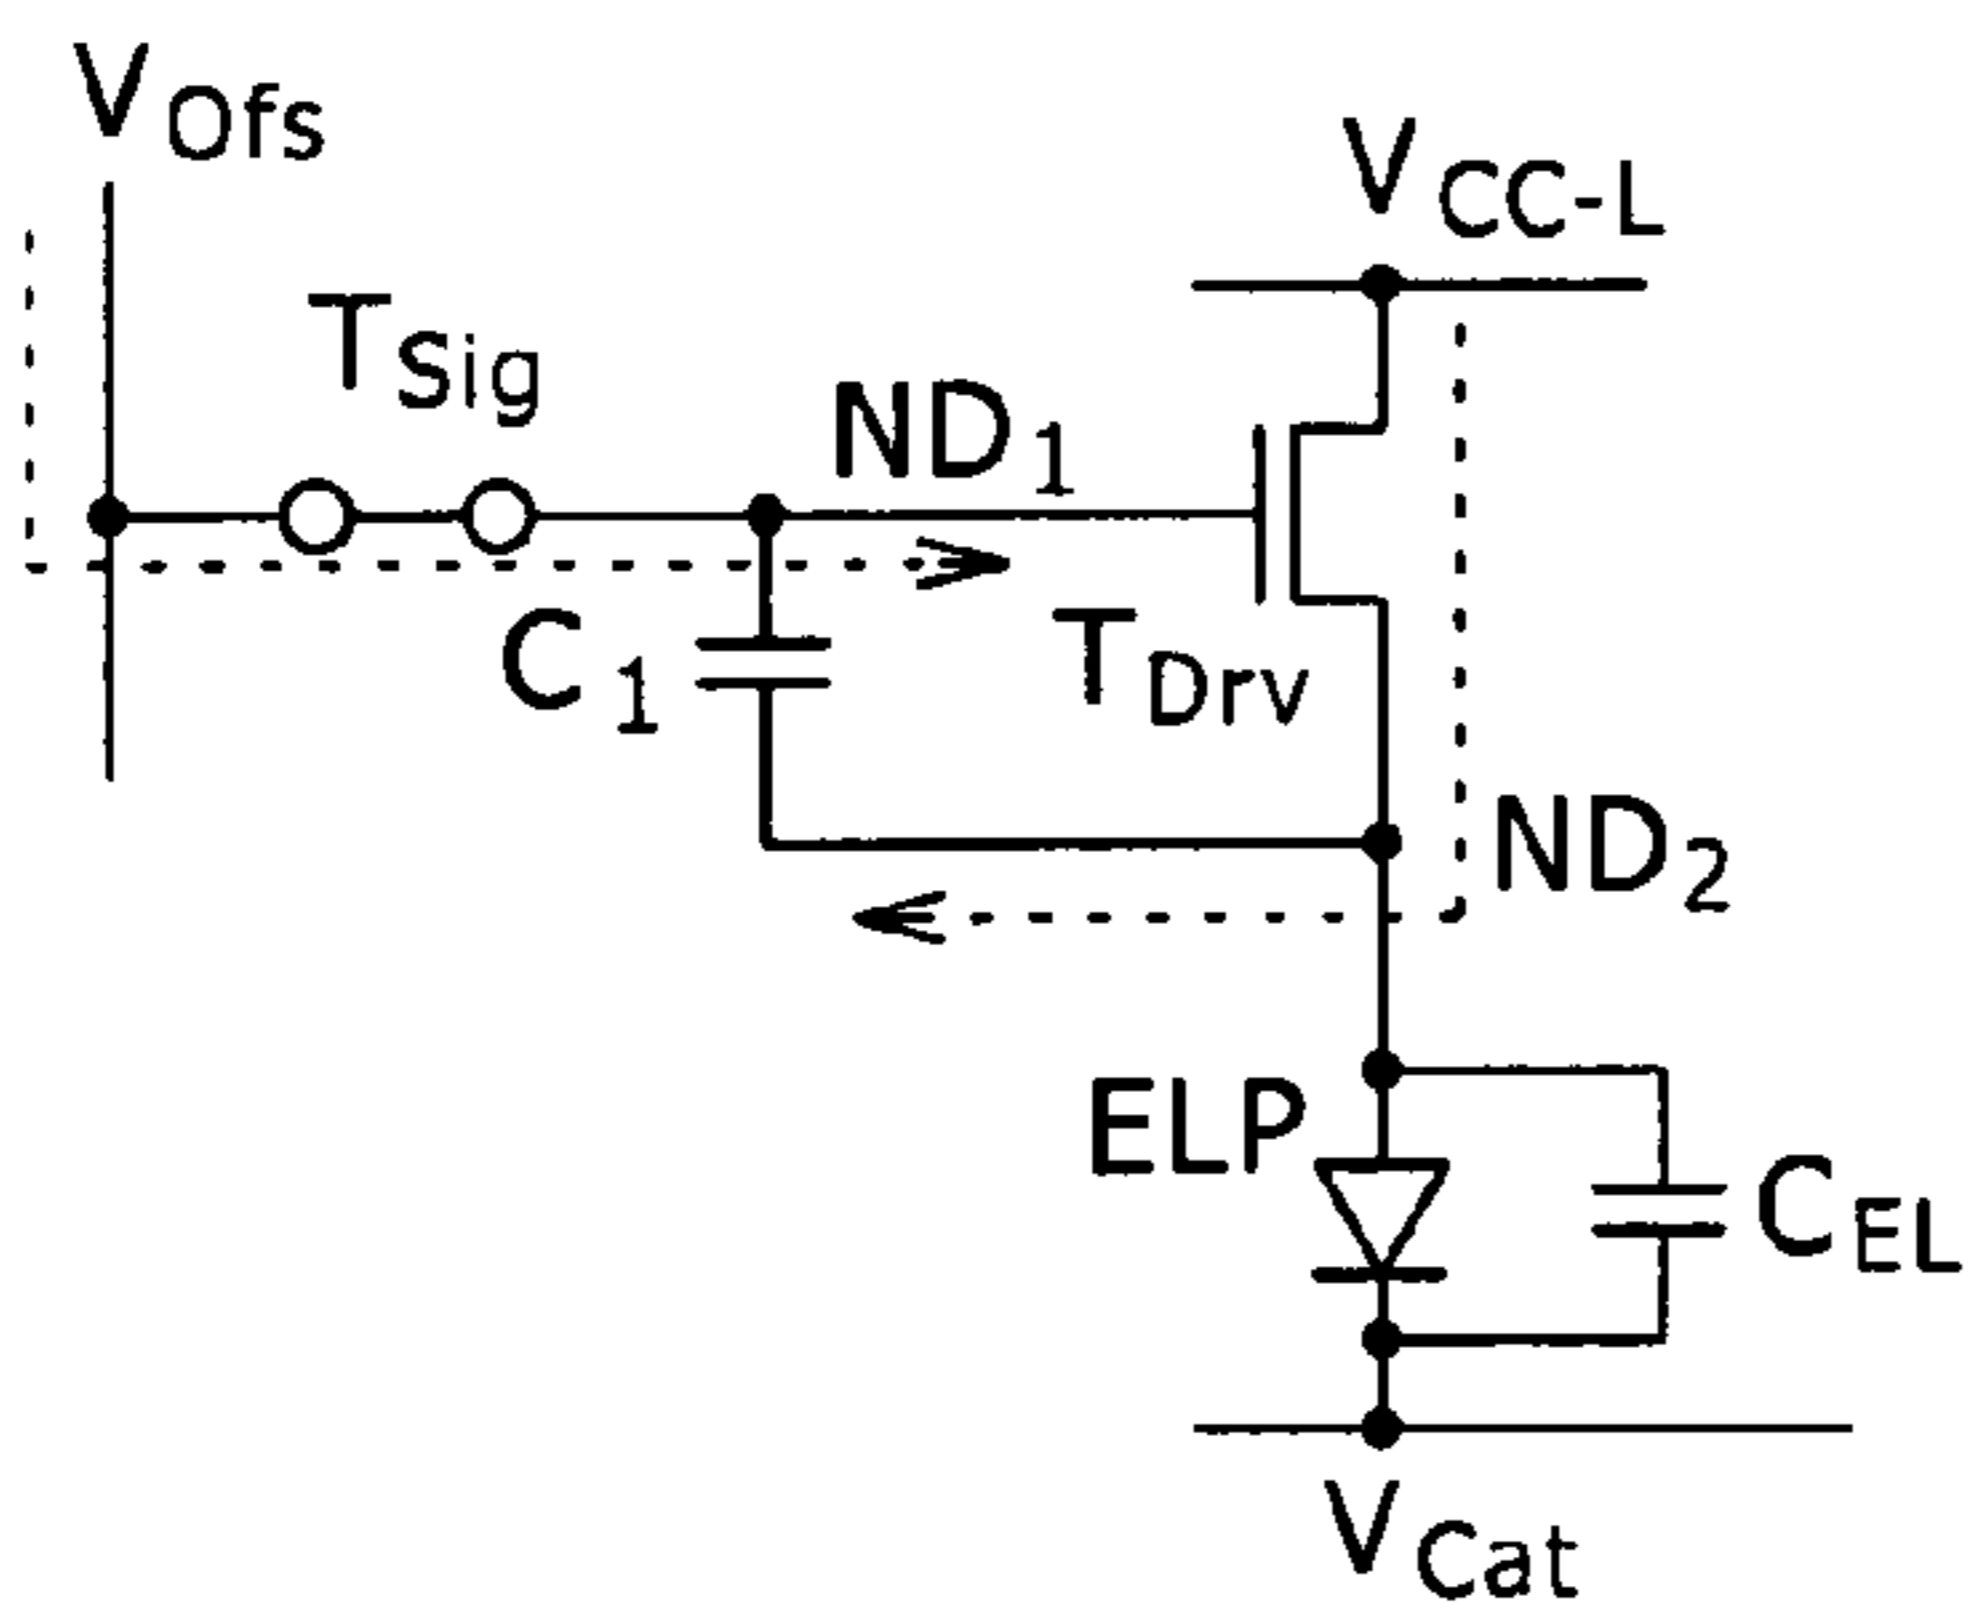 VOfs
VCC-L
TSig
ND1
C1
TDrv
ND2
ELP
CEL
VCat